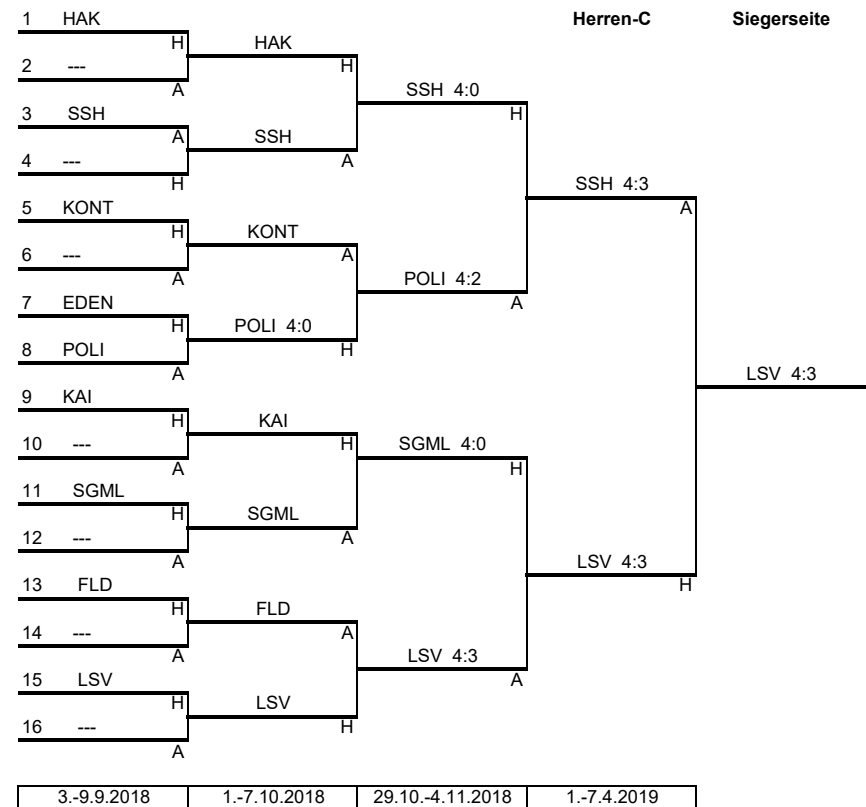 Herren-C Siegerseite
1 HAK
H HAK
2 --- H
A SSH 4:0
3 SSH H
A SSH
4 --- A
H SSH 4:3
5 KONT A
H KONT
6 --- A
A POLI 4:2
7 EDEN A
H POLI 4:0
8 POLI H
A LSV 4:3
9 KAI
H KAI
10 --- H SGML 4:0
A H
11 SGML
H SGML
12 --- A
A LSV 4:3
13 FLD H
H FLD
14 --- A
A LSV 4:3
15 LSV A
H LSV
16 --- H
A
3.-9.9.2018 1.-7.10.2018 29.10.-4.11.2018 1.-7.4.2019